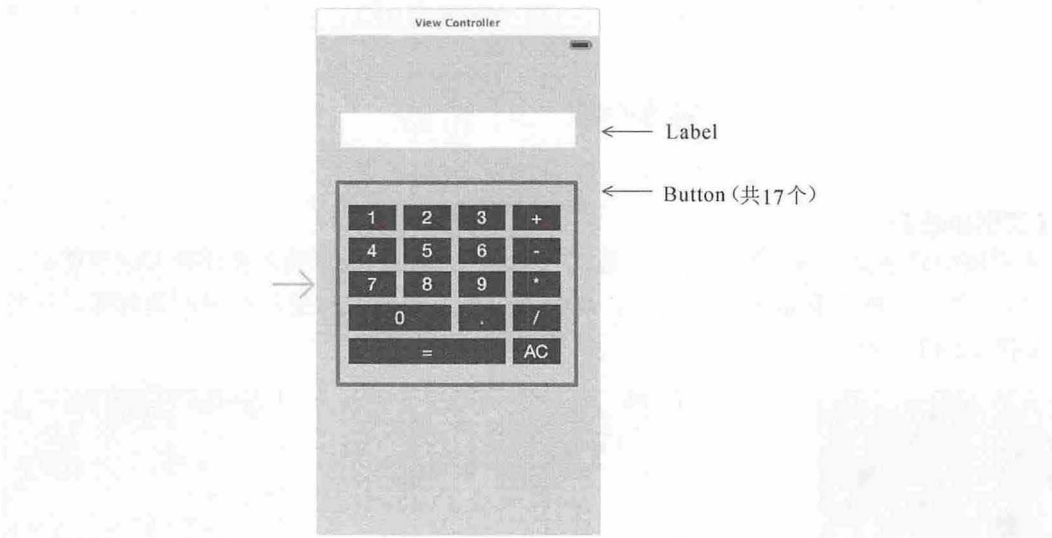 View Controller
Label
Button (共17个)
1 2 3 +
4 5 6 -
7 8 9 *
0 . /
= AC